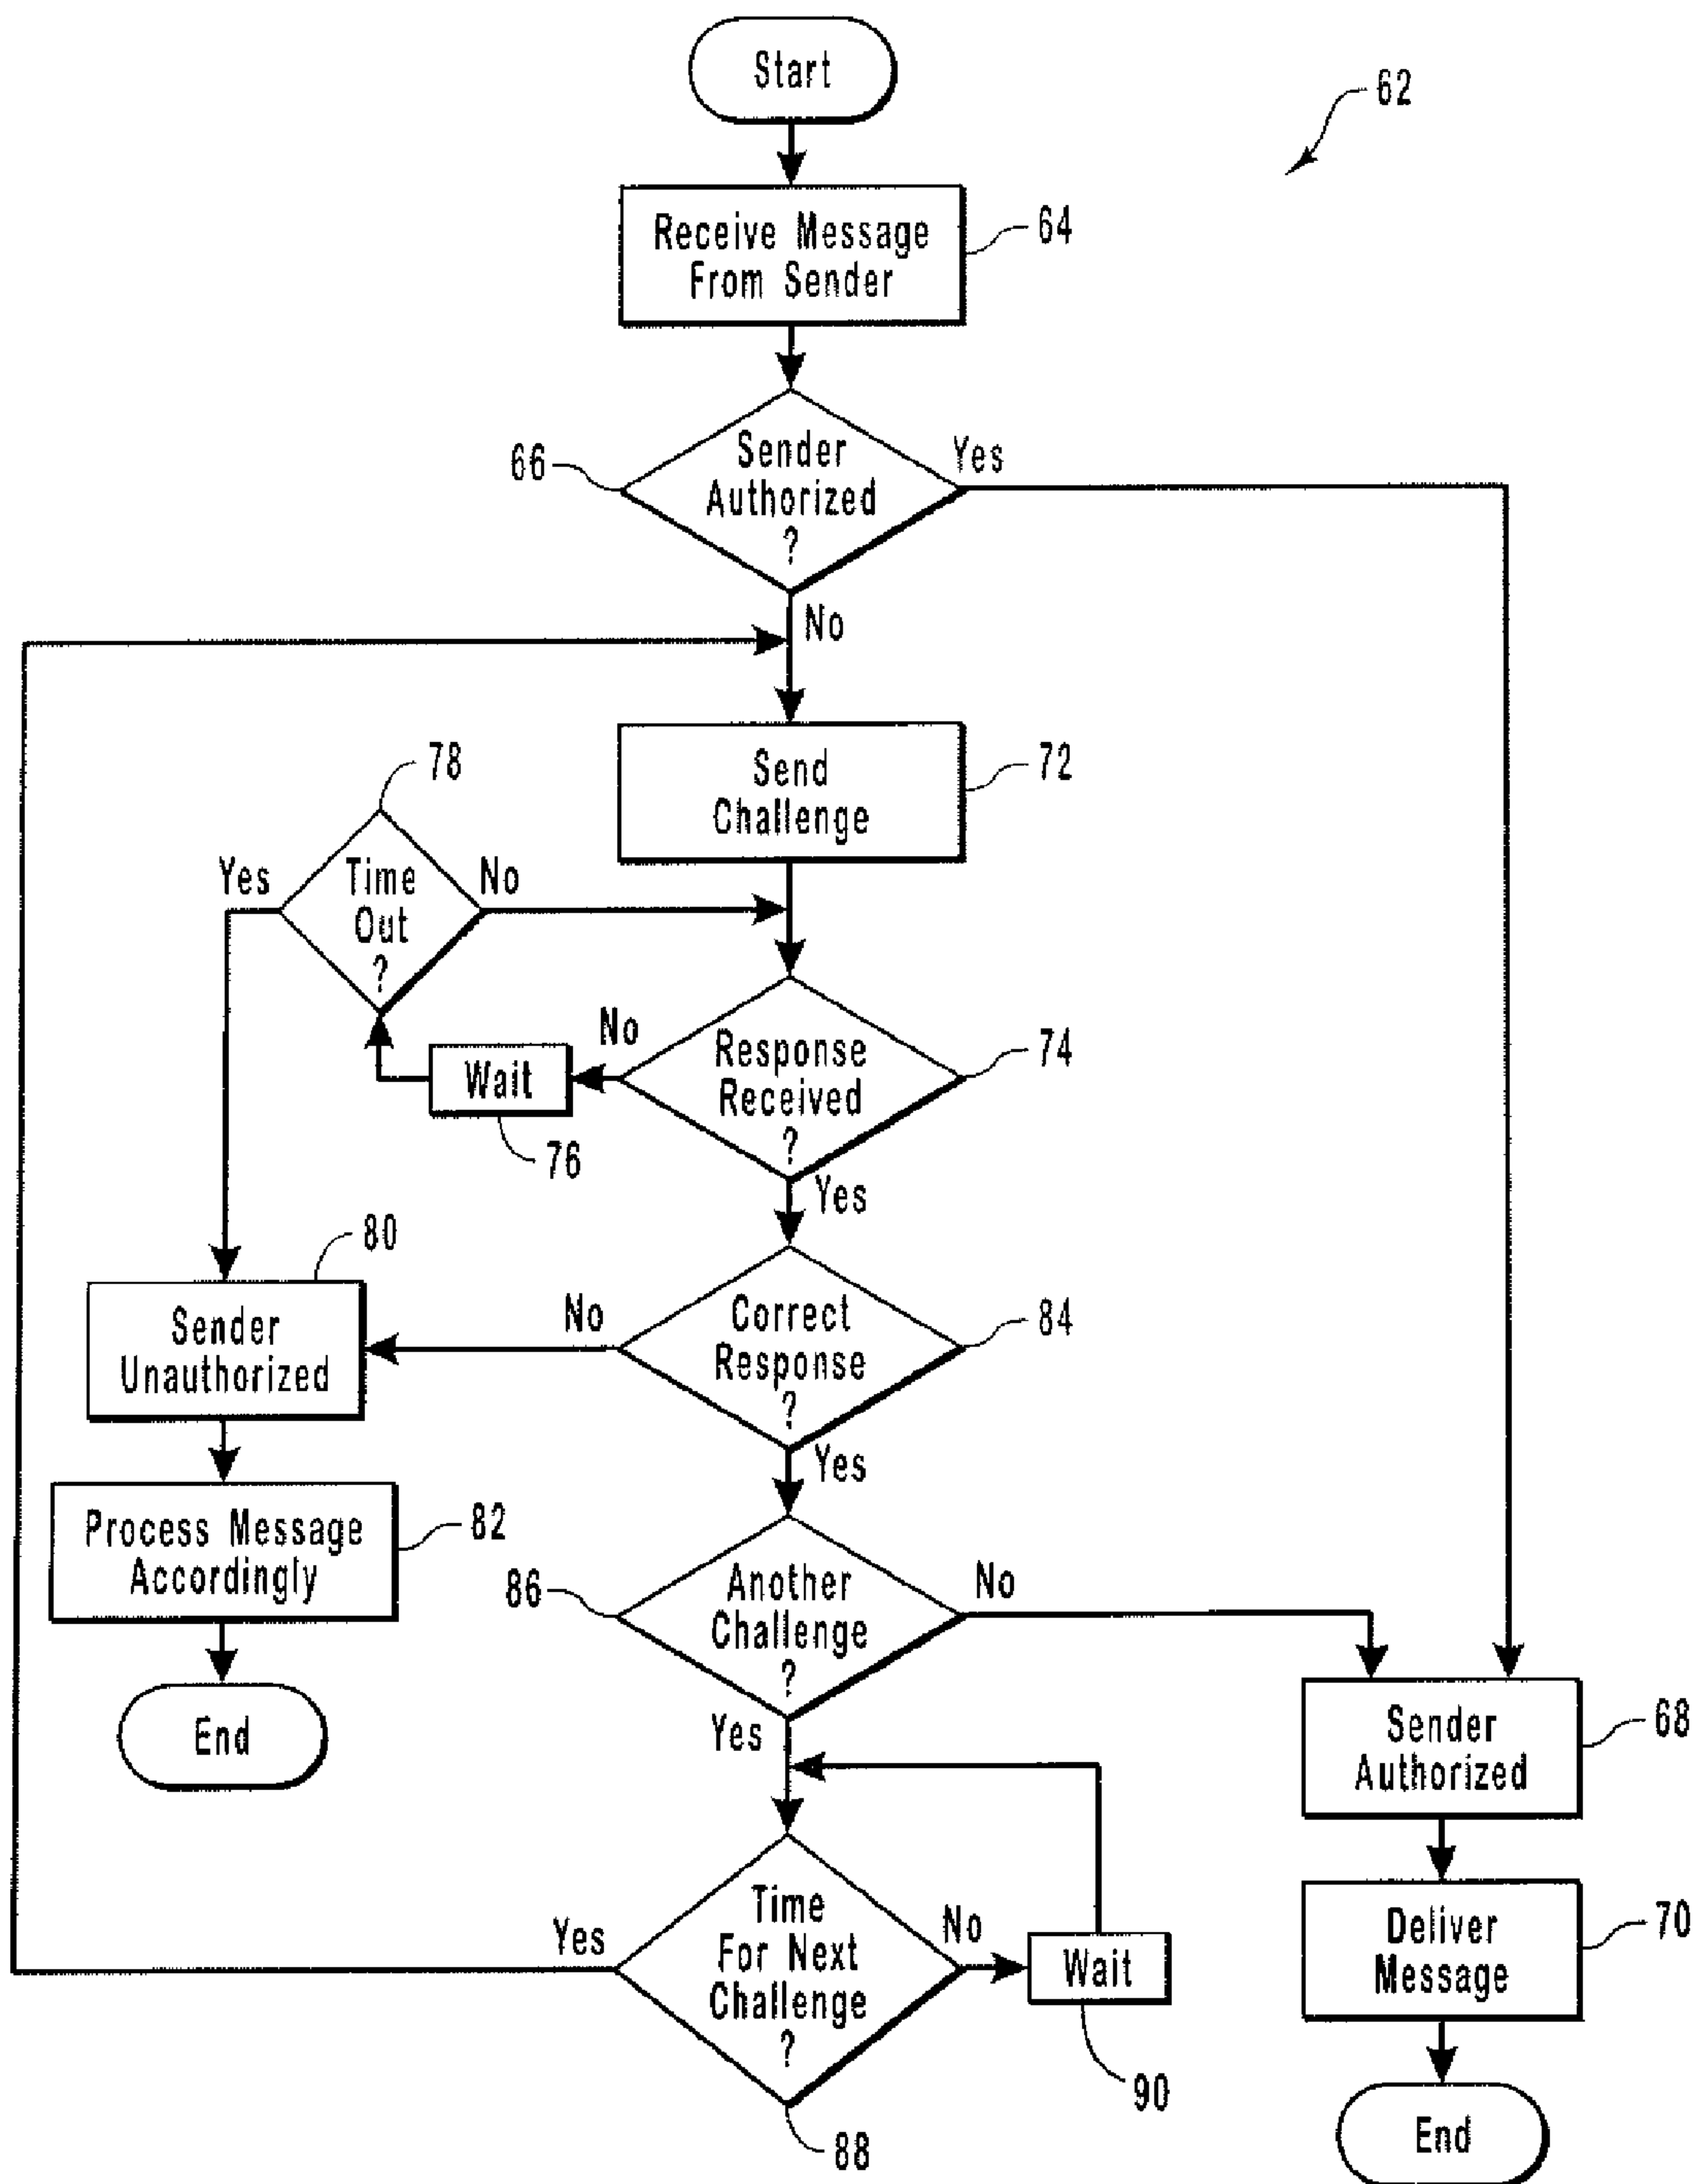 Start
62
Receive Message
From Sender
64
66
Sender
Authorized
?
Yes
No
Send
Challenge
72
78
Yes
Time
Out
?
No
No
Response
Received
?
74
Wait
76
Yes
80
Sender
Unauthorized
No
Correct
Response
?
84
Yes
Process Message
Accordingly
82
86
Another
Challenge
?
No
End
Yes
Sender
Authorized
68
Yes
Time
For Next
Challenge
?
No
Wait
90
88
Deliver
Message
70
End